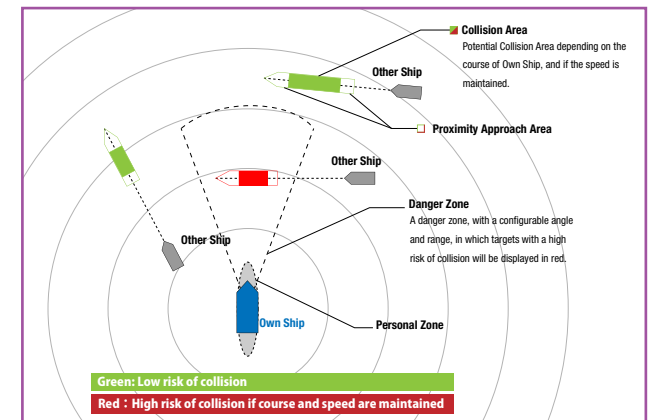 Collision Area
Potential Collision Area depending on the
course of Own Ship, and if the speed is
maintained.
Other Ship
Proximity Approach Area
Other Ship
Danger Zone
A danger zone, with a configurable angle
and range, in which targets with a high
risk of collision will be displayed in red.
Other Ship
Own Ship
Personal Zone
Green: Low risk of collision
Red：High risk of collision if course and speed are maintained